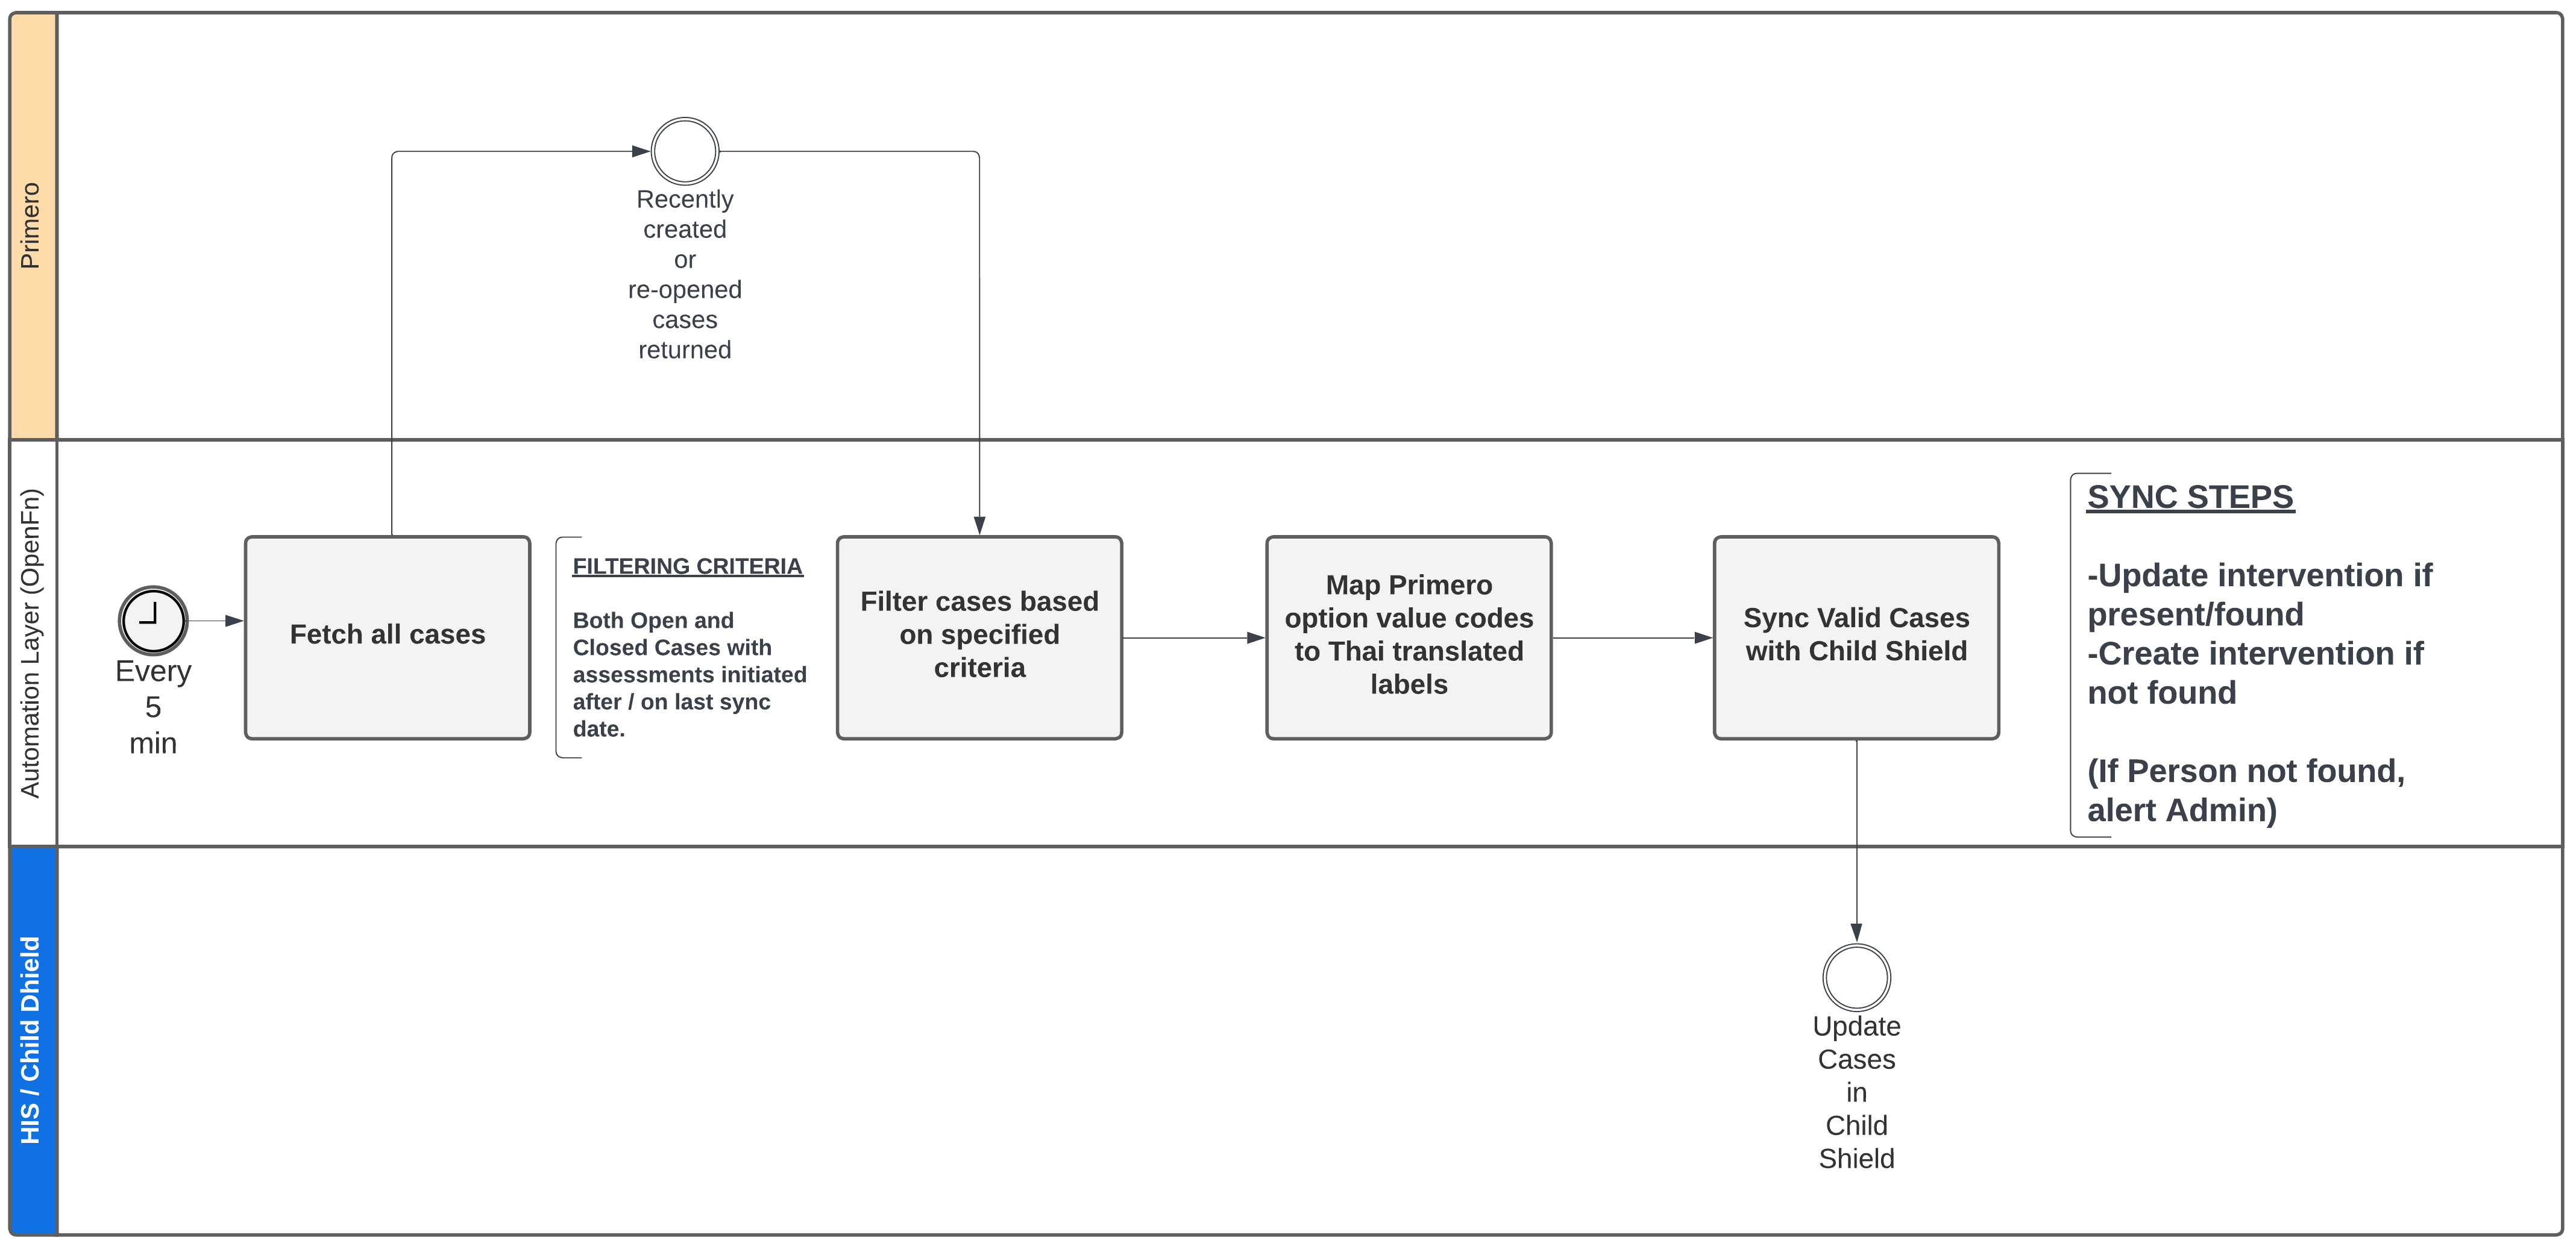 Primero
Recently
created
or
re-opened
cases
returned
Automation Layer (OpenFn)
Every
5
min
Fetch all cases
FILTERING CRITERIA
Both Open and
Closed Cases with
assessments initiated
after / on last sync
date.
Filter cases based
on specified
criteria
Map Primero
option value codes
to Thai translated
labels
Sync Valid Cases
with Child Shield
SYNC STEPS
-Update intervention if
present/found
-Create intervention if
not found
(If Person not found,
alert Admin)
HIS / Child Dhield
Update
Cases
in
Child
Shield